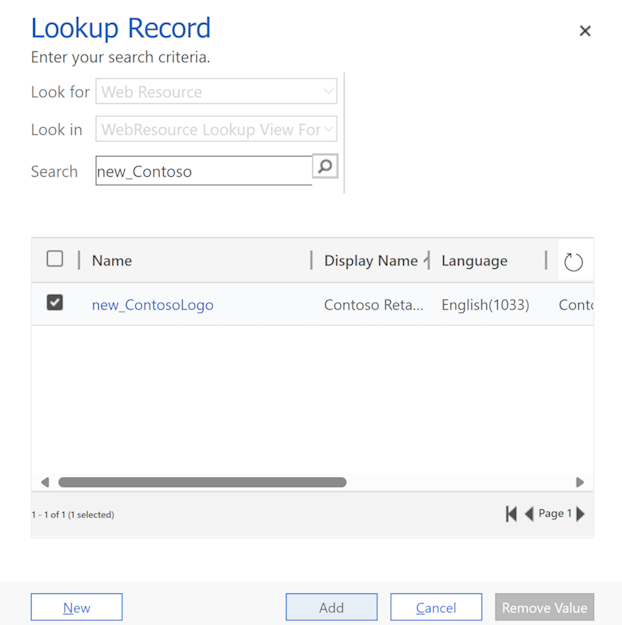 Lookup Record
Enter your search criteria.
Look for Web Resource
Look in WebResource Lookup View For
Search new_Contoso
Name Display Name Language
new_ContosoLogo Contoso Reta... English(1033) Conto
1 - 1 of 1 (1 selected) Page 1
New Add Cancel Remove Value